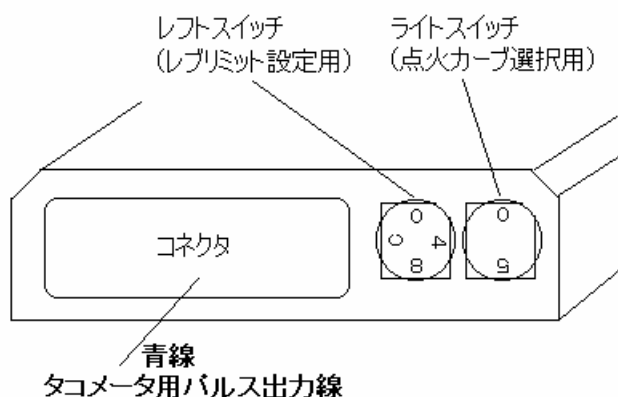 レフトスイッチ
(レブリミット設定用)
ライトスイッチ
(点火カーブ選択用)
コネクタ
0
4
8
C
0
5
青線
タコメータ用パルス出力線